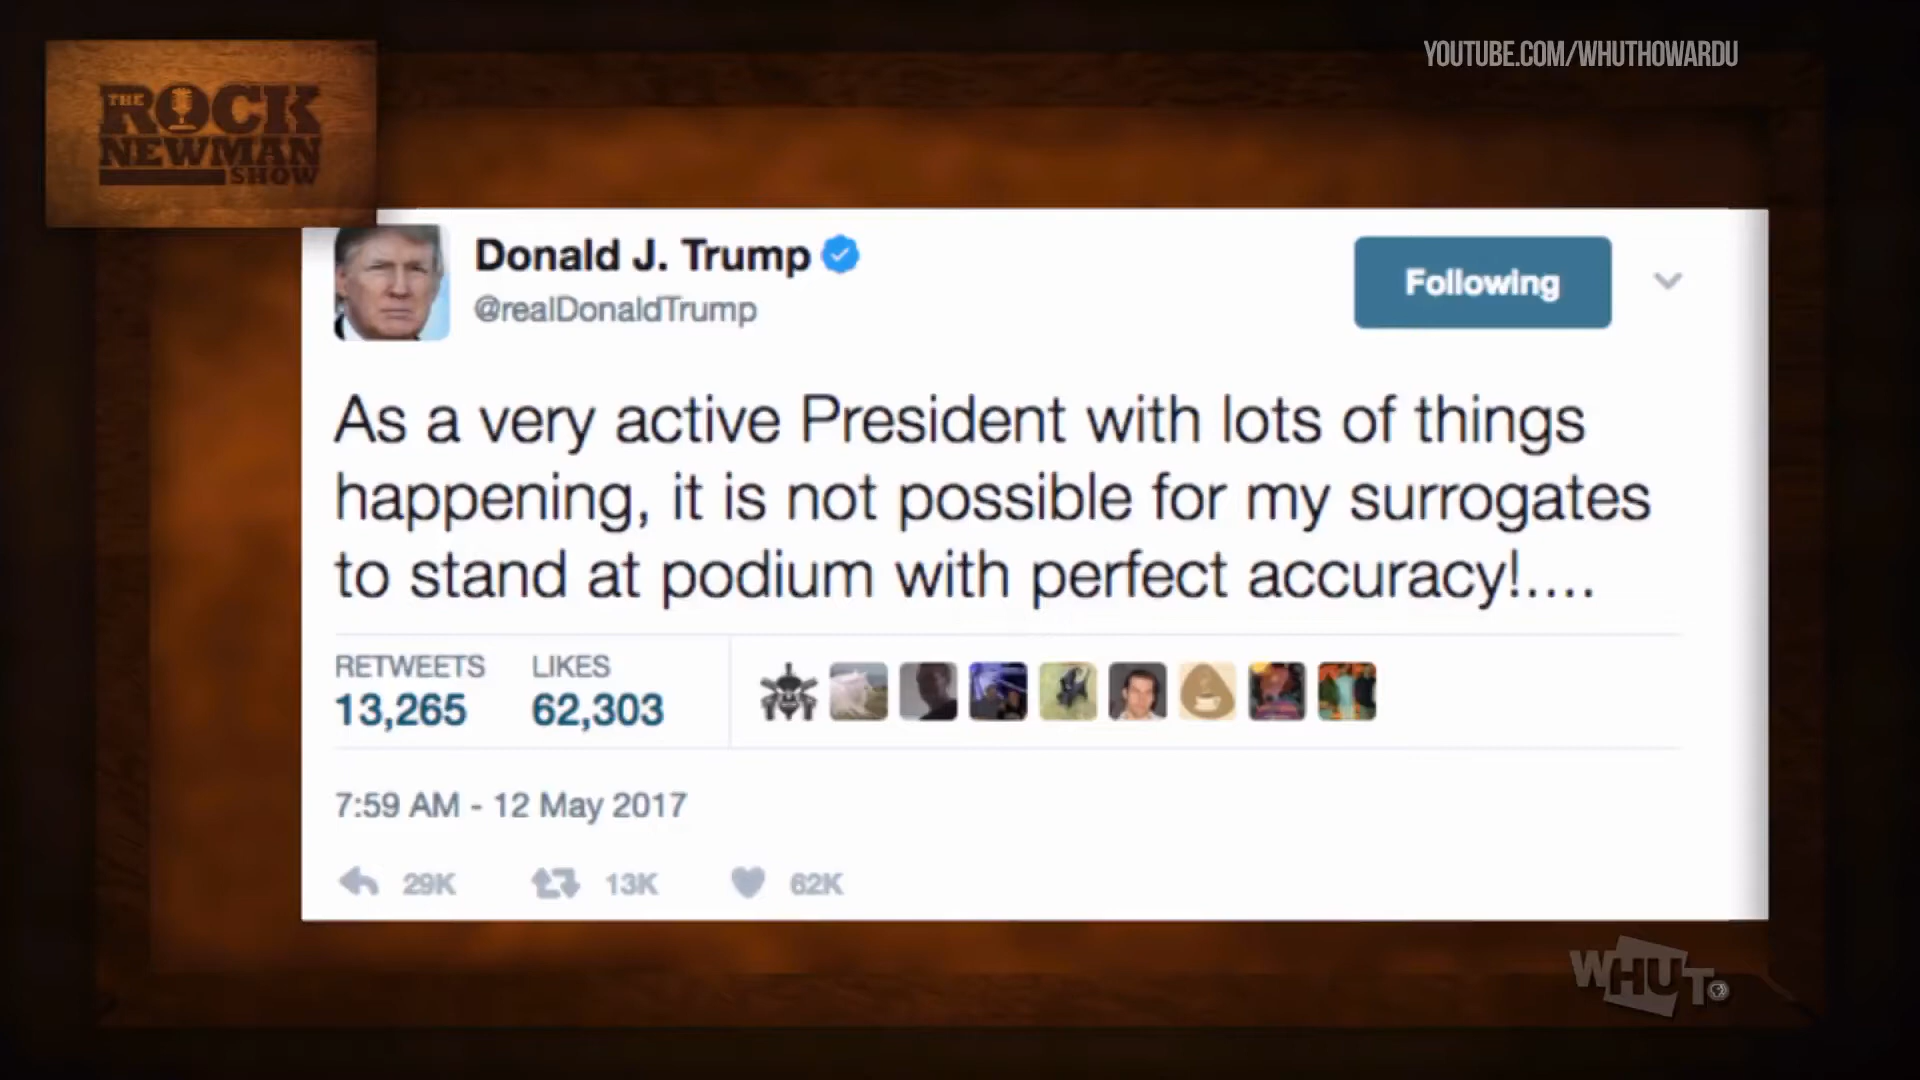 YOUTUBE.COM/WHUTHOWARDU
THE
ROCK
NEWMAN
SHOW
Donald J. Trump
@realDonaldTrump
Following
As a very active President with lots of things
happening, it is not possible for my surrogates
to stand at podium with perfect accuracy!....
RETWEETS LIKES
13,265 62,303
7:59 AM - 12 May 2017
29K 13K 62K
WHUT